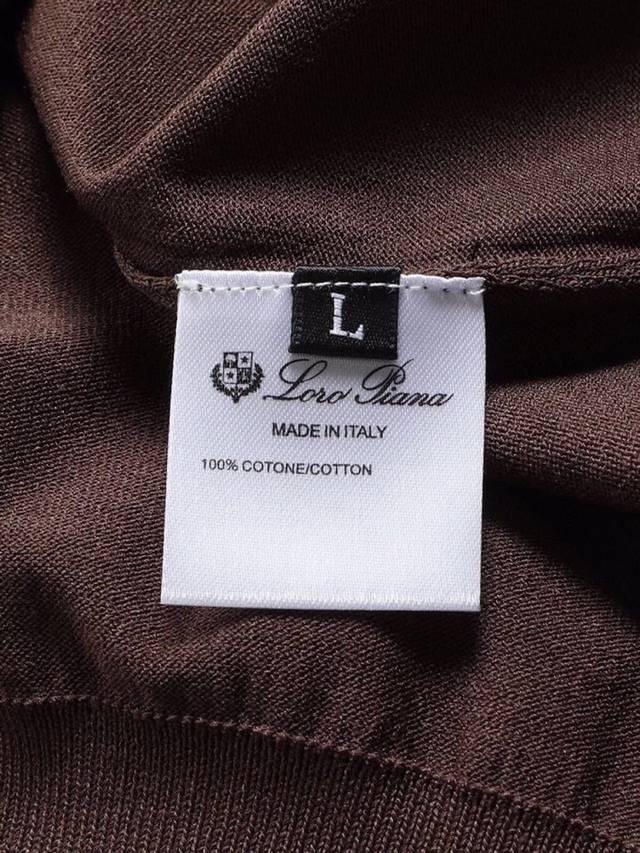 L
Loro Piana
MADE IN ITALY
100% COTONE/COTTON